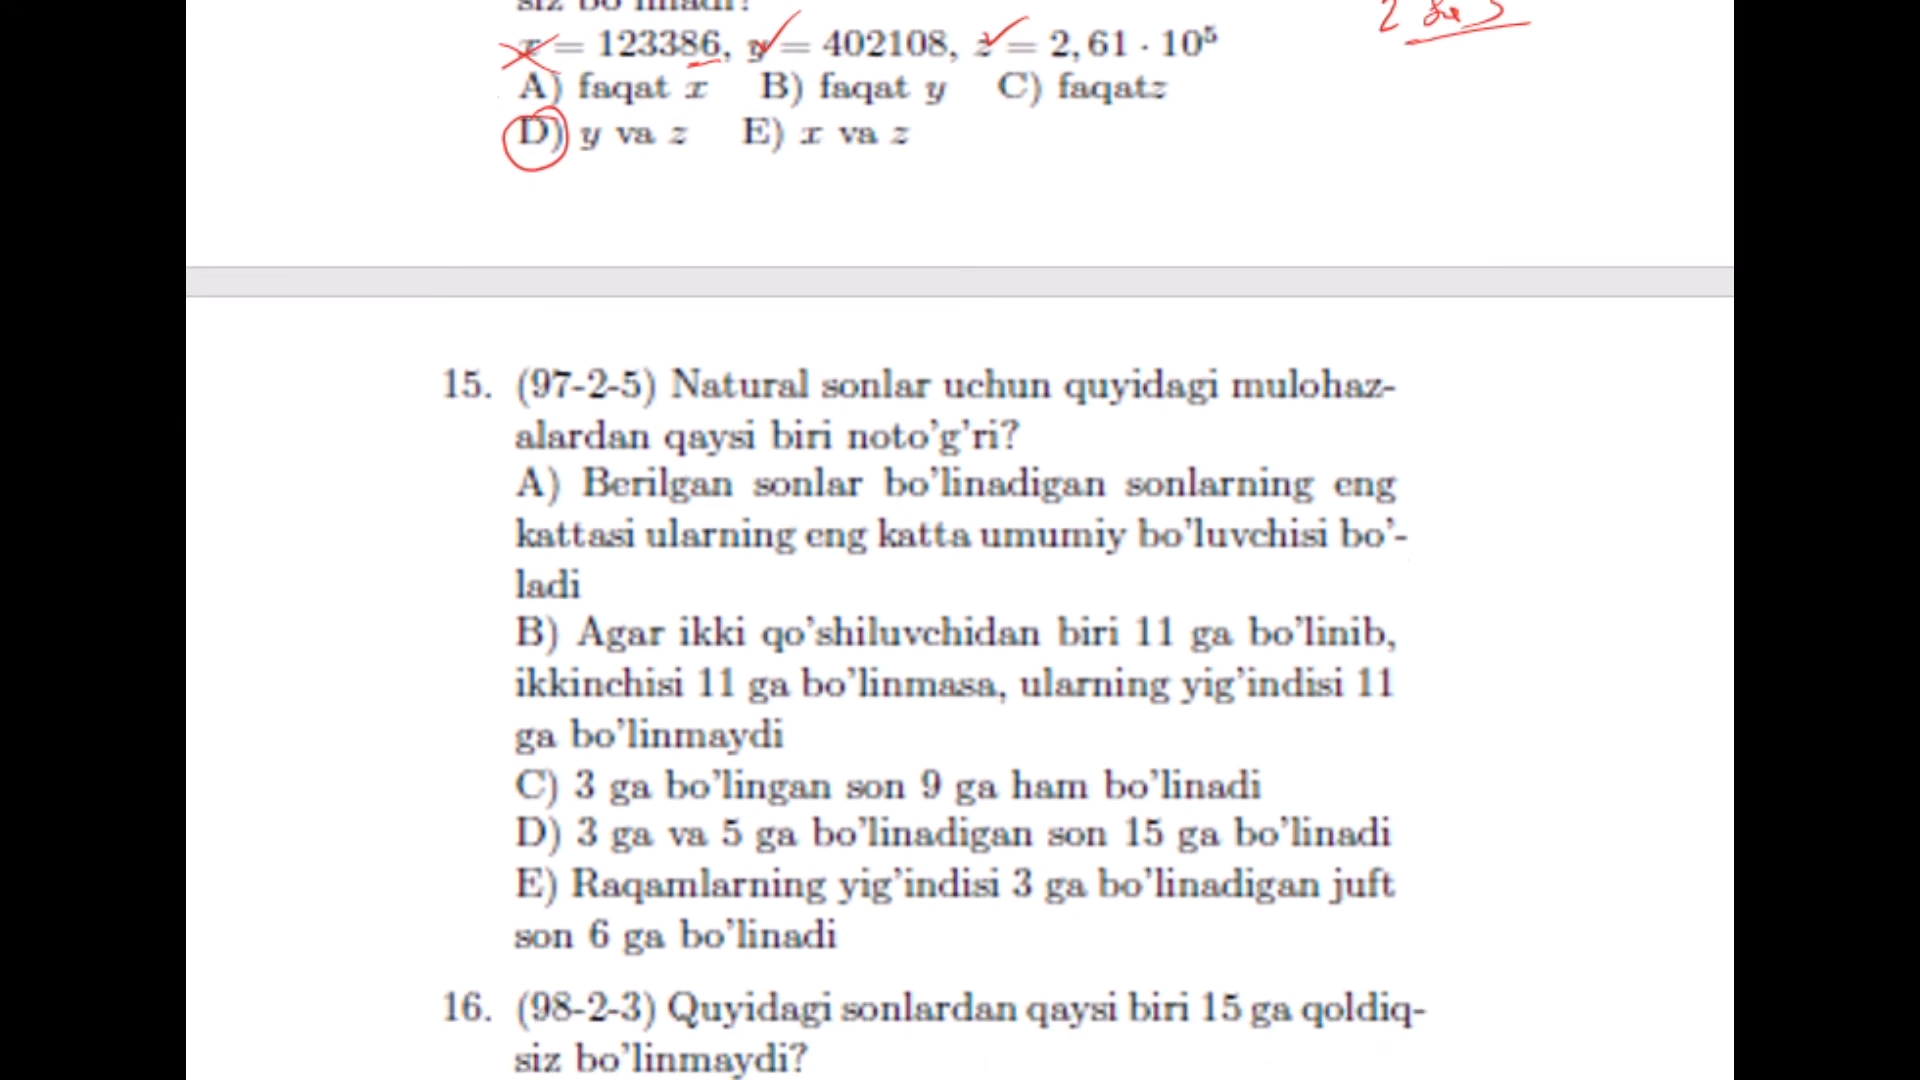 siz bo'linadi?
x = 123386, y = 402108, z = 2,61 · 10⁵
A) faqat x B) faqat y C) faqatz
D) y va z E) x va z
15. (97-2-5) Natural sonlar uchun quyidagi mulohaz-
alardan qaysi biri noto'g'ri?
A) Berilgan sonlar bo'linadigan sonlarning eng
kattasi ularning eng katta umumiy bo'luvchisi bo'-
ladi
B) Agar ikki qo'shiluvchidan biri 11 ga bo'linib,
ikkinchisi 11 ga bo'linmasa, ularning yig'indisi 11
ga bo'linmaydi
C) 3 ga bo'lingan son 9 ga ham bo'linadi
D) 3 ga va 5 ga bo'linadigan son 15 ga bo'linadi
E) Raqamlarning yig'indisi 3 ga bo'linadigan juft
son 6 ga bo'linadi
16. (98-2-3) Quyidagi sonlardan qaysi biri 15 ga qoldiq-
siz bo'linmaydi?